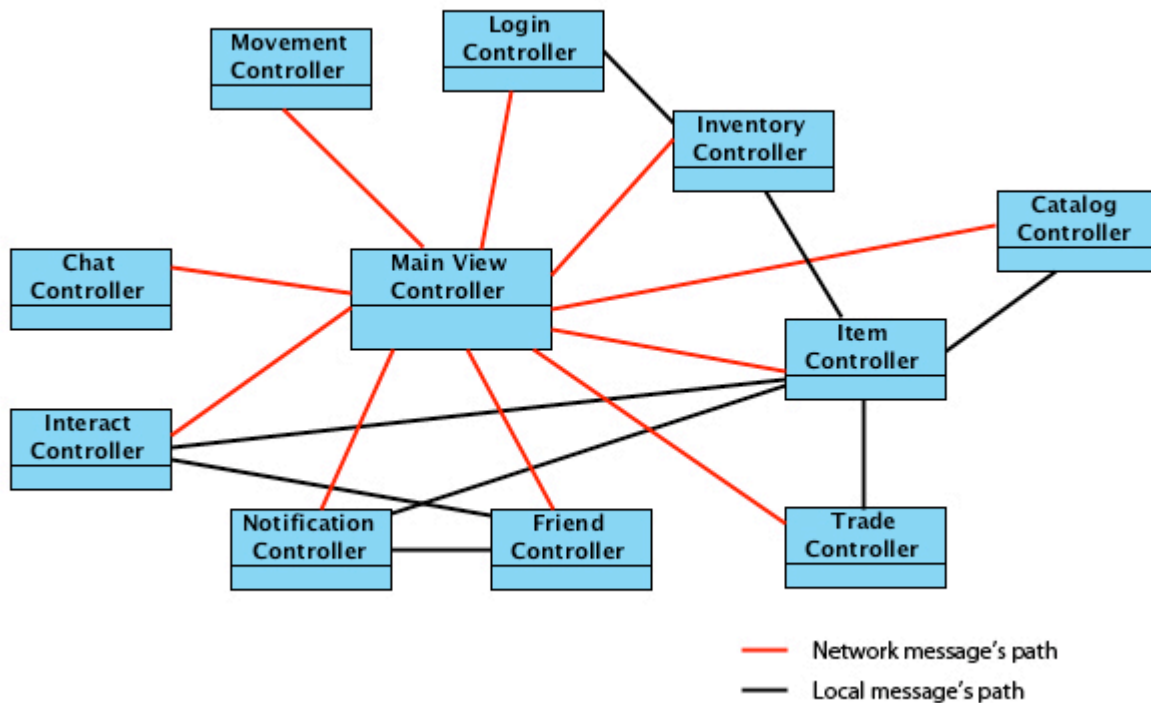 Movement
Controller
Login
Controller
Inventory
Controller
Catalog
Controller
Chat
Controller
Main View
Controller
Item
Controller
Interact
Controller
Notification
Controller
Friend
Controller
Trade
Controller
Network message's path
Local message's path